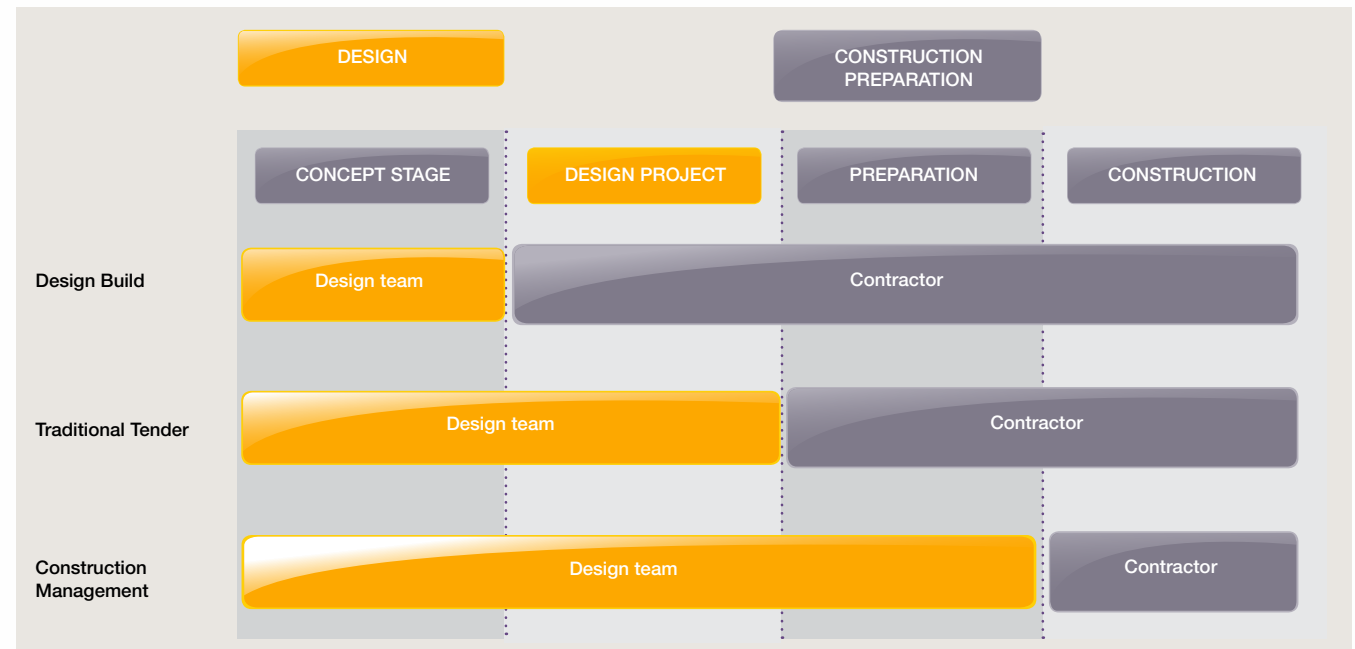 DESIGN
CONSTRUCTION
PREPARATION
CONCEPT STAGE
DESIGN PROJECT
PREPARATION
CONSTRUCTION
Design Build
Design team
Contractor
Traditional Tender
Design team
Contractor
Construction
Management
Design team
Contractor